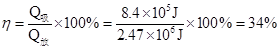 η = Q吸/Q放 × 100% = 8.4 × 10⁵J / 2.47 × 10⁶J × 100% = 34%